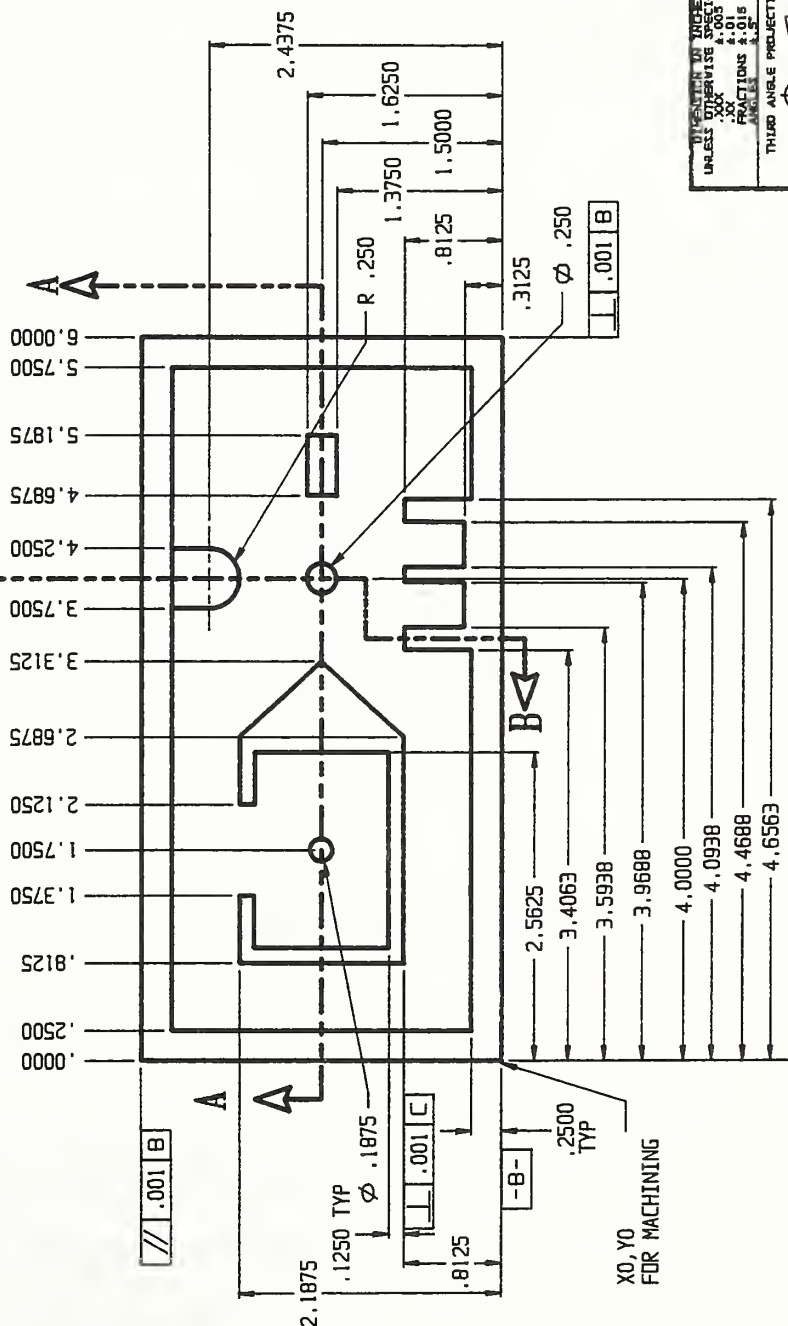 2.4375
1.6250
1.5000
1.3750
.8125
.3125
A
R .250
Ø .250
⊥ .001 B
6.0000
5.7500
5.1875
4.6875
4.2500
3.7500
3.3125
2.6875
2.1250
1.7500
1.3750
.8125
.2500
.0000
B
2.5625
3.4063
3.5938
3.9688
4.0000
4.0938
4.4688
4.6563
A
// .001 B
2.1875
.1250 TYP
Ø .1875
⊥ .001 C
.8125
-B-
.2500
TYP
X0,Y0
FOR MACHINING
UNLESS OTHERWISE SPECI
.XXX ±.005
.XX ±.01
FRACTIONS ±.015
ANGLES ±.5°
THIRD ANGLE PROJECTI